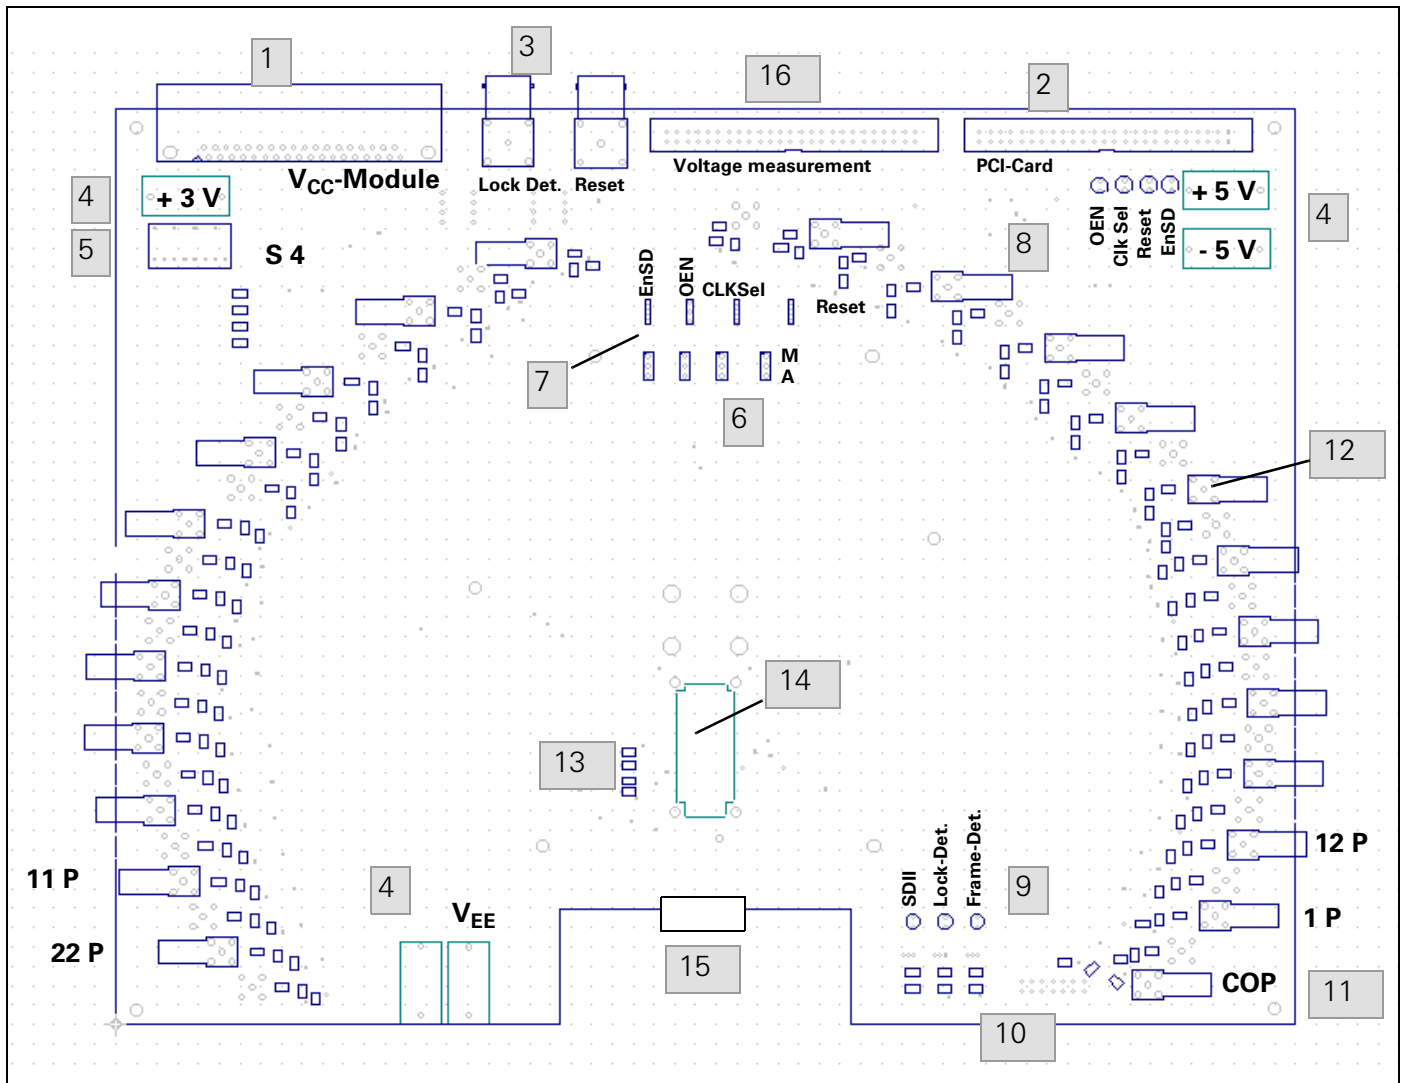 1
3
16
2
Voltage measurement
PCI-Card
VCC-Module
Lock Det.
Reset
4
+ 3 V
OEN
Clk Sel
Reset
EnSD
+ 5 V
4
5
S 4
8
- 5 V
EnSD
OEN
CLKSel
Reset
7
M
A
6
12
14
13
12 P
11 P
4
SDII
Lock-Det.
Frame-Det.
9
VEE
1 P
22 P
15
COP
11
10